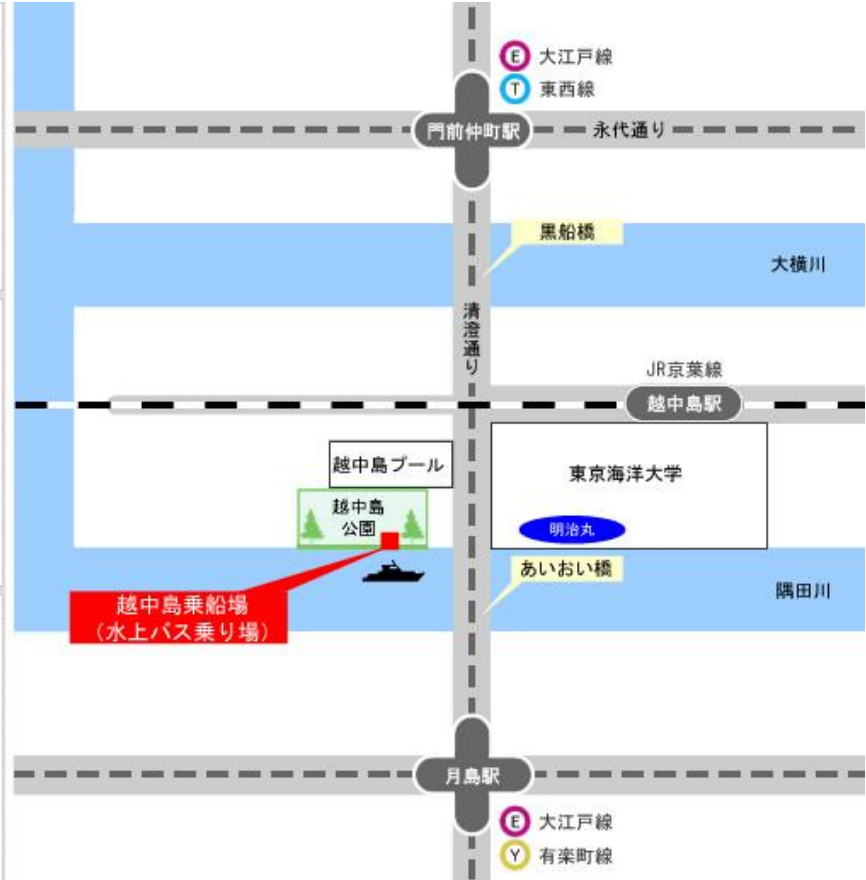 E 大江戸線
T 東西線
門前仲町駅
永代通り
黒船橋
大横川
清澄通り
JR京葉線
越中島駅
越中島プール
東京海洋大学
越中島
公園
明治丸
あいおい橋
隅田川
越中島乗船場
(水上バス乗り場)
月島駅
E 大江戸線
Y 有楽町線